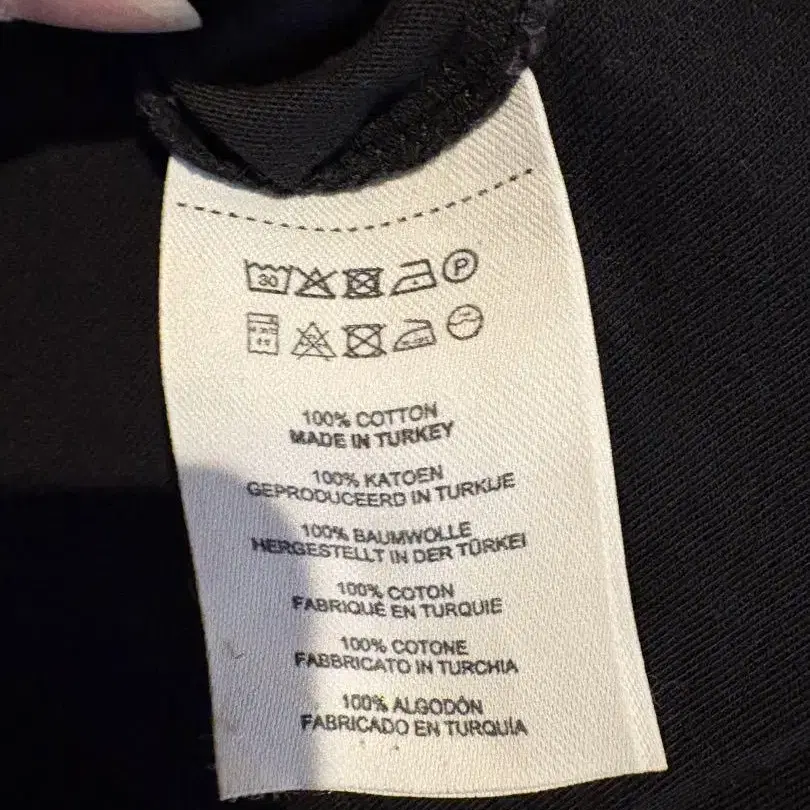 30
P
100% COTTON
MADE IN TURKEY
100% KATOEN
GEPRODUCEERD IN TURKIJE
100% BAUMWOLLE
HERGESTELLT IN DER TÜRKEI
100% COTON
FABRIQUÉ EN TURQUIE
100% COTONE
FABBRICATO IN TURCHIA
100% ALGODÓN
FABRICADO EN TURQUÍA